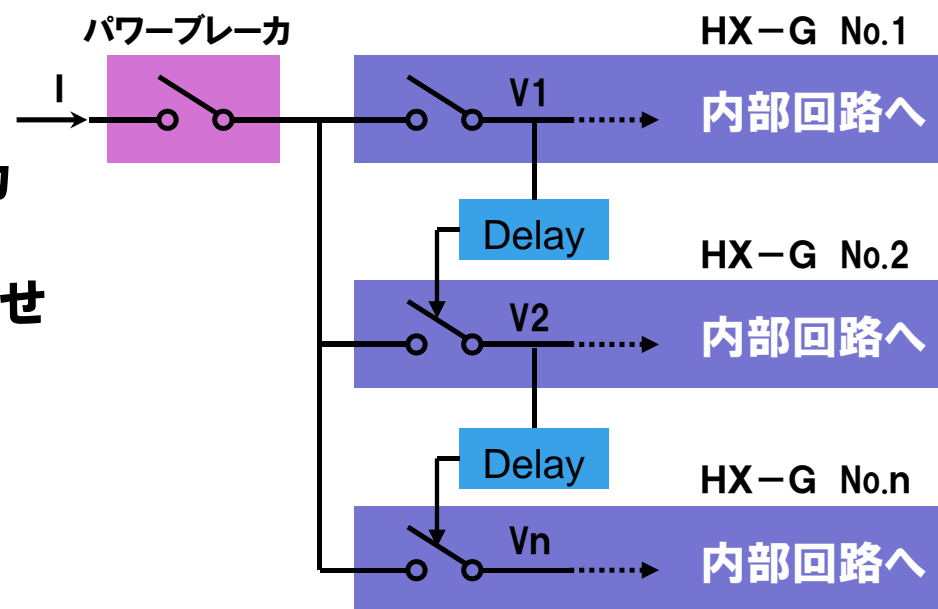 パワーブレーカ
HX－G No.1
I
V1
内部回路へ
Delay
HX－G No.2
せ
V2
内部回路へ
Delay
HX－G No.n
Vn
内部回路へ